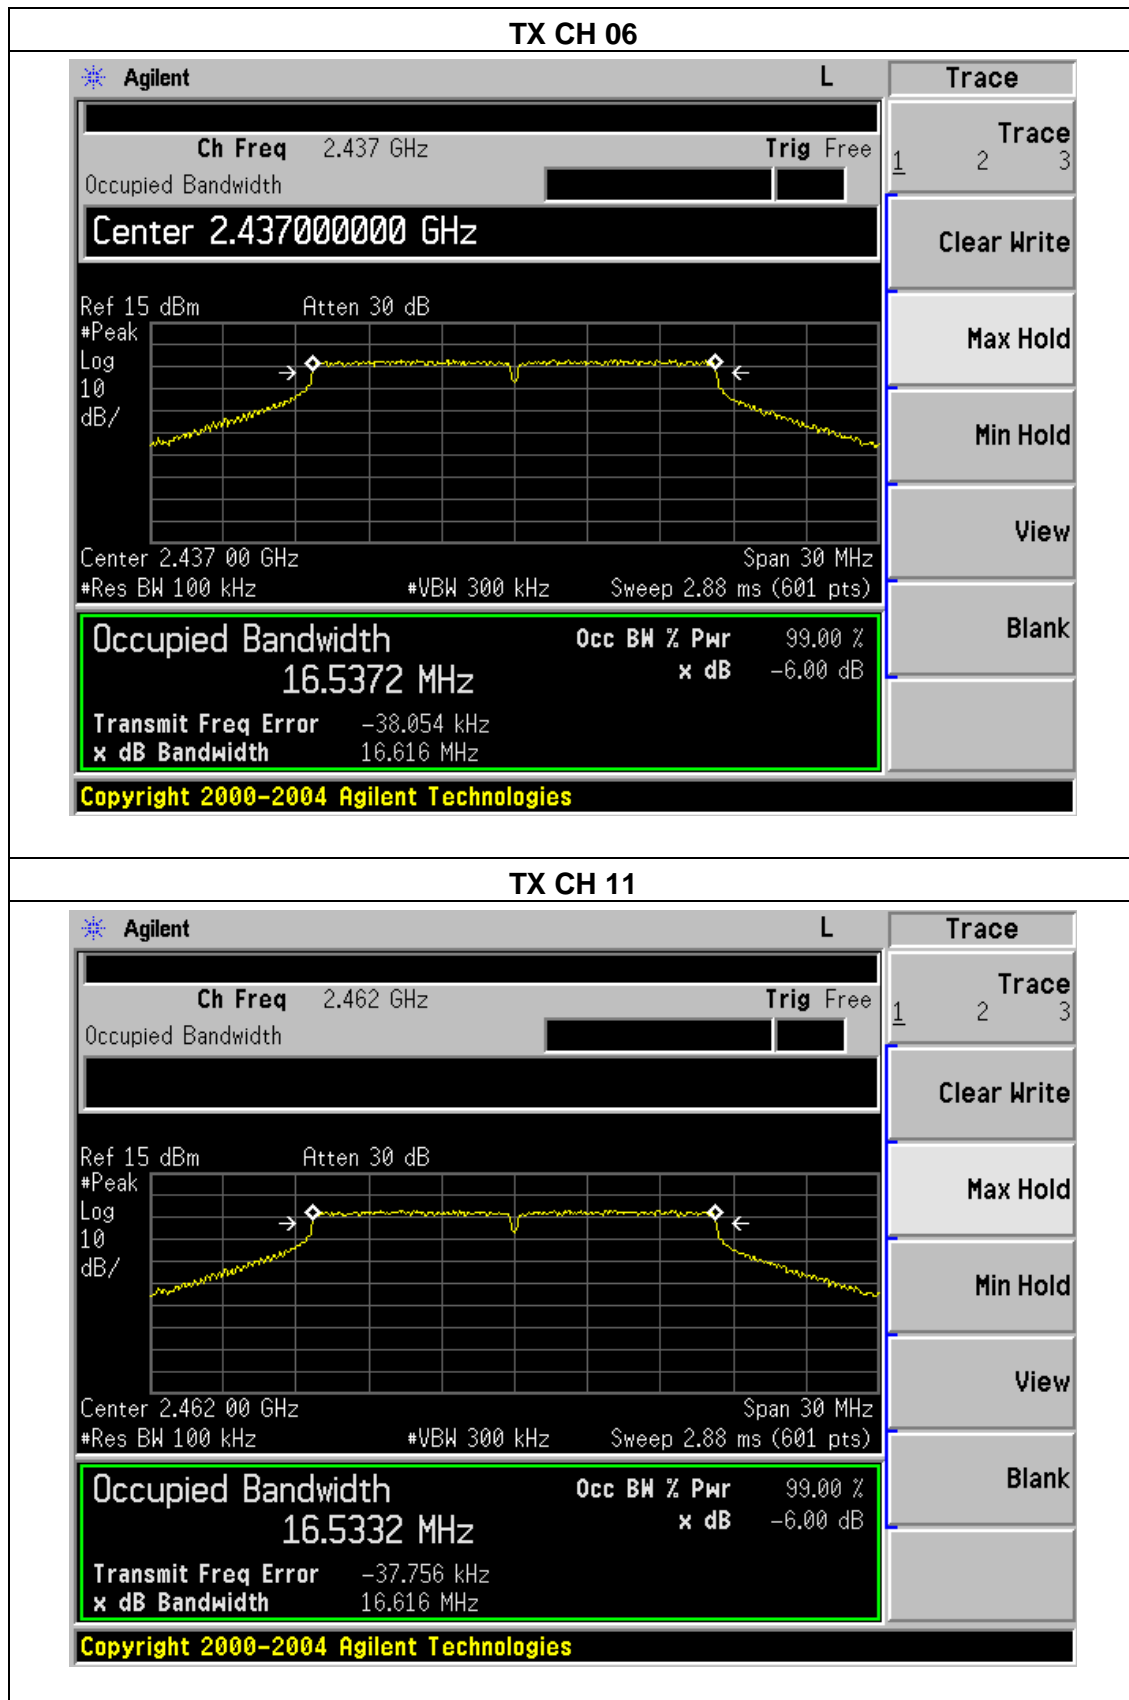 TX CH 06
Agilent L Trace
Ch Freq 2.437 GHz Trig Free
Occupied Bandwidth
Trace
1 2 3
Center 2.437000000 GHz
Clear Write
Ref 15 dBm Atten 30 dB
#Peak
Log
10
dB/
Max Hold
Min Hold
View
Center 2.437 00 GHz Span 30 MHz
#Res BW 100 kHz #VBW 300 kHz Sweep 2.88 ms (601 pts)
Blank
Occupied Bandwidth Occ BW % Pwr 99.00 %
16.5372 MHz x dB -6.00 dB
Transmit Freq Error -38.054 kHz
x dB Bandwidth 16.616 MHz
Copyright 2000-2004 Agilent Technologies
TX CH 11
Agilent L Trace
Ch Freq 2.462 GHz Trig Free
Occupied Bandwidth
Trace
1 2 3
Clear Write
Ref 15 dBm Atten 30 dB
#Peak
Log
10
dB/
Max Hold
Min Hold
View
Center 2.462 00 GHz Span 30 MHz
#Res BW 100 kHz #VBW 300 kHz Sweep 2.88 ms (601 pts)
Blank
Occupied Bandwidth Occ BW % Pwr 99.00 %
16.5332 MHz x dB -6.00 dB
Transmit Freq Error -37.756 kHz
x dB Bandwidth 16.616 MHz
Copyright 2000-2004 Agilent Technologies